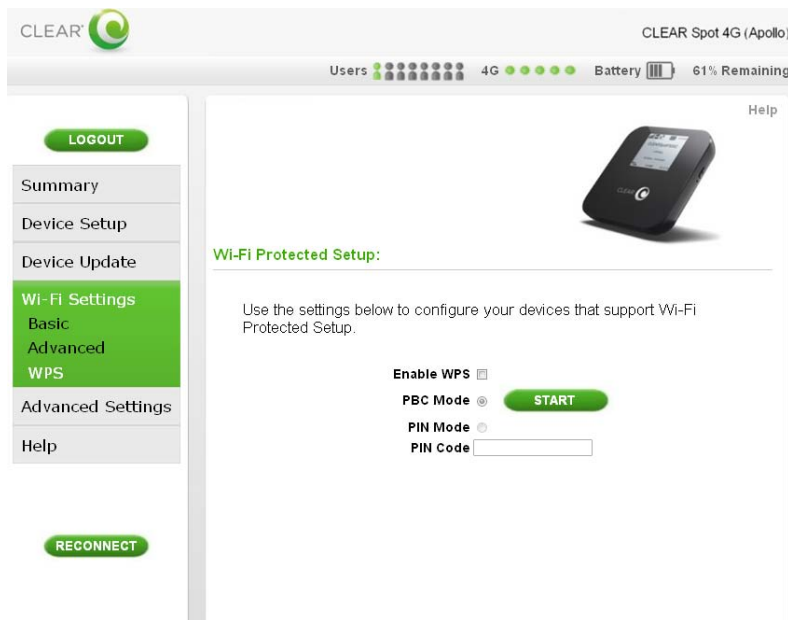 CLEAR
CLEAR Spot 4G (Apollo)
Users 4G Battery 61% Remaining
Help
LOGOUT
Summary
Device Setup
Device Update
Wi-Fi Settings
Basic
Advanced
WPS
Advanced Settings
Help
RECONNECT
CLEAR
Wi-Fi Protected Setup:
Use the settings below to configure your devices that support Wi-Fi
Protected Setup.
Enable WPS
PBC Mode START
PIN Mode
PIN Code